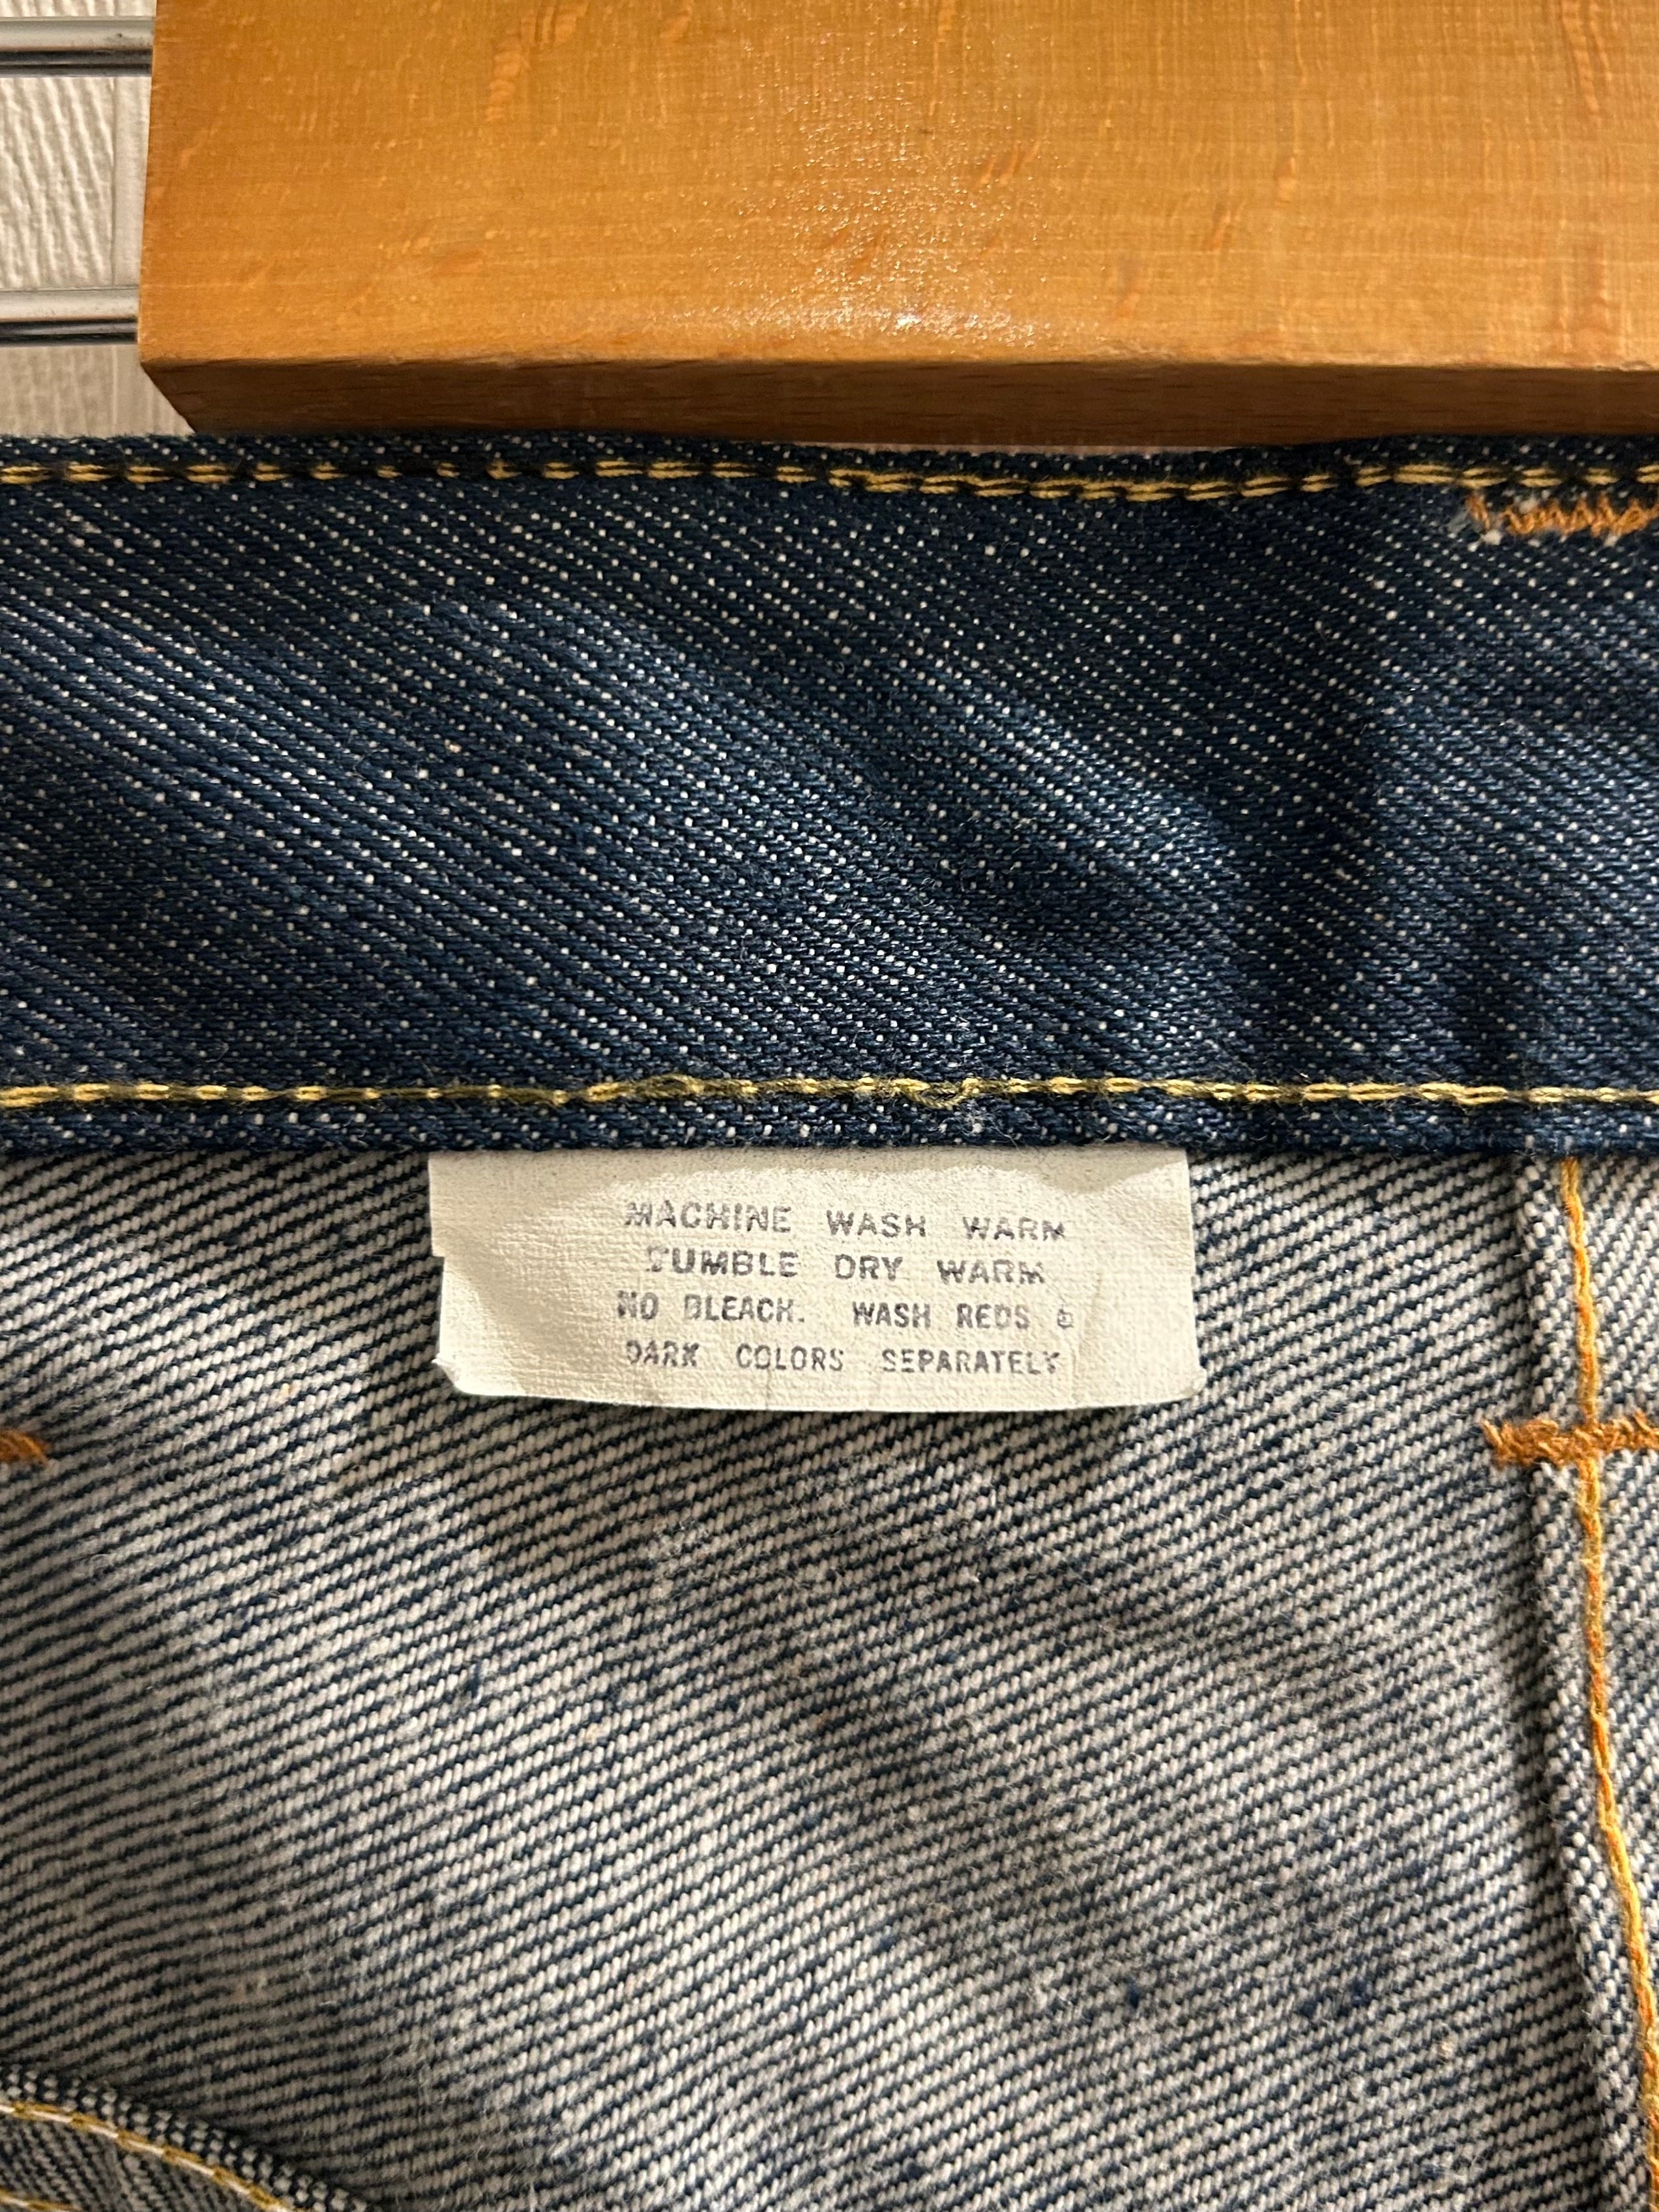 MACHINE WASH WARM
TUMBLE DRY WARM
NO BLEACH. WASH REDS &
DARK COLORS SEPARATELY